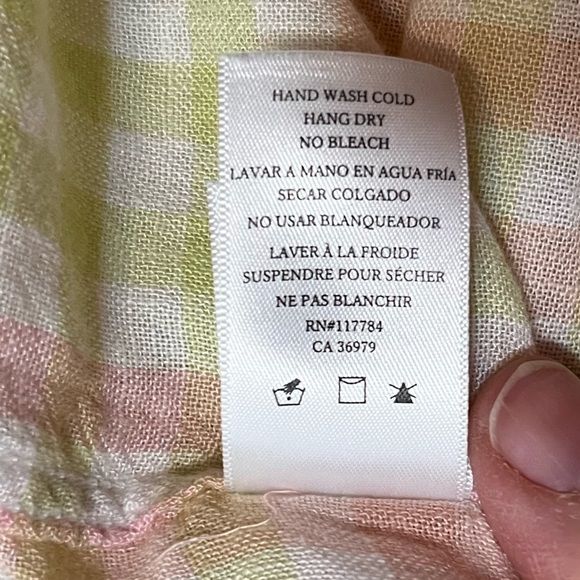 HAND WASH COLD
HANG DRY
NO BLEACH
LAVAR A MANO EN AGUA FRÍA
SECAR COLGADO
NO USAR BLANQUEADOR
LAVER À LA FROIDE
SUSPENDRE POUR SÉCHER
NE PAS BLANCHIR
RN#117784
CA 36979